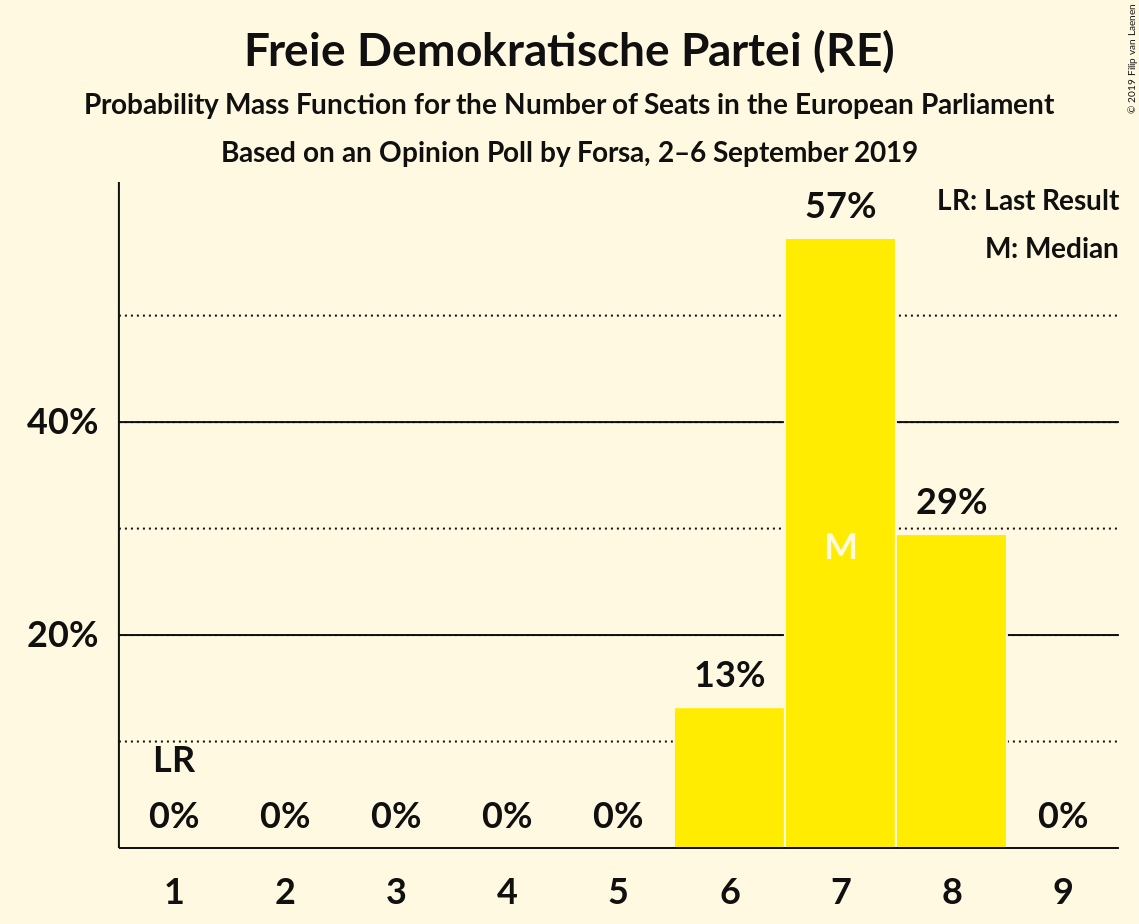 Freie Demokratische Partei (RE)
Probability Mass Function for the Number of Seats in the European Parliament
Based on an Opinion Poll by Forsa, 2–6 September 2019
© 2019 Filip van Laenen
LR: Last Result
M: Median
57%
40%
29%
M
20%
13%
LR
0% 0% 0% 0% 0% 0%
1 2 3 4 5 6 7 8 9